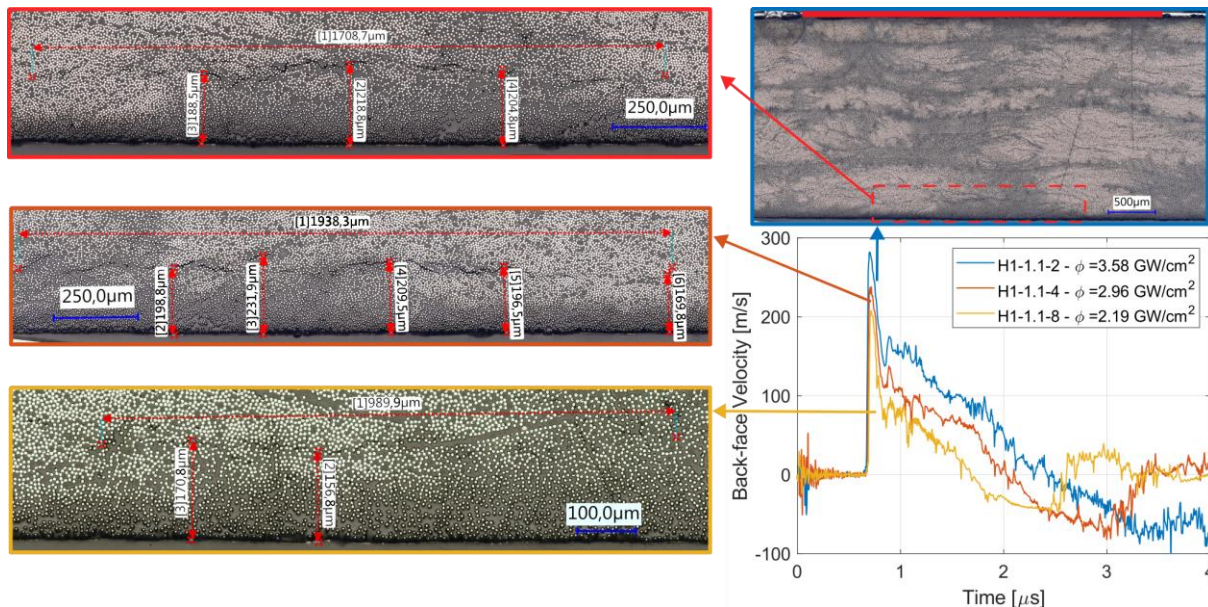 [1]1708,7µm
[3]188,5µm
[2]218,8µm
[4]204,8µm
250,0µm
[1]1938,3µm
[2]198,8µm
[3]231,9µm
[4]209,5µm
[5]196,5µm
[6]169,8µm
250,0µm
[1]989,9µm
[3]170,8µm
[2]156,8µm
100,0µm
500µm
H1-1.1-2 - ϕ =3.58 GW/cm²
H1-1.1-4 - ϕ =2.96 GW/cm²
H1-1.1-8 - ϕ =2.19 GW/cm²
Back-face Velocity [m/s]
300
200
100
0
-100
0 1 2 3 4
Time [μs]